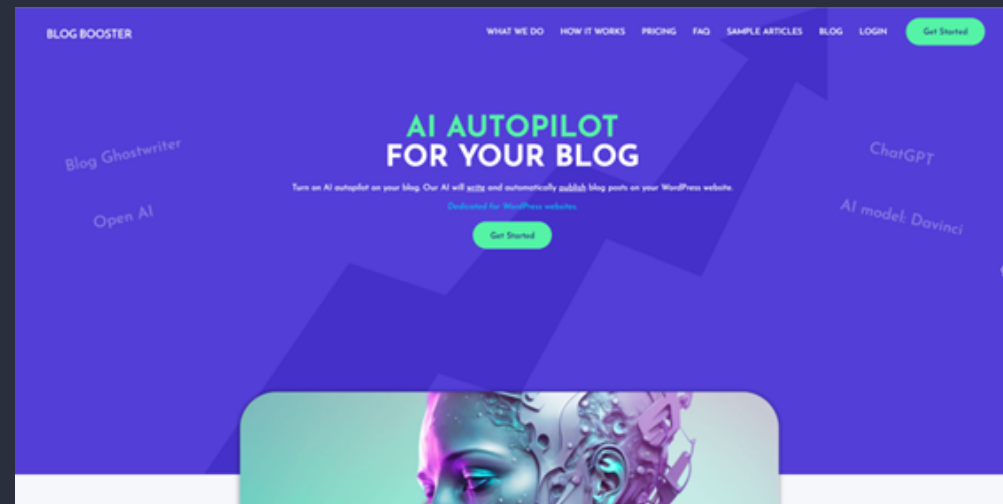 BLOG BOOSTER
WHAT WE DO HOW IT WORKS PRICING FAQ SAMPLE ARTICLES BLOG LOGIN Get Started
AI AUTOPILOT
FOR YOUR BLOG
Blog Ghostwriter
ChatGPT
Turn on AI autopilot on your blog. Our AI will write and automatically publish blog posts on your WordPress website.
Dedicated for WordPress websites.
Open AI
AI model: Davinci
Get Started